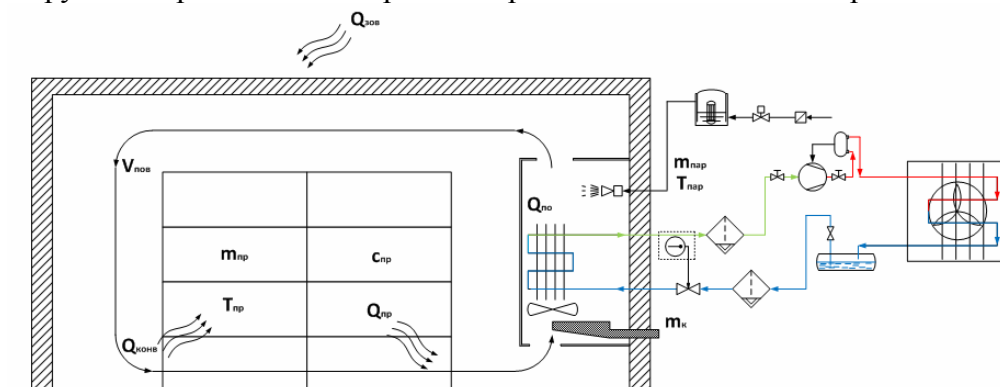 Qзов
Vпов
mпар
Tпар
Qпо
mпр
cпр
Tпр
Qпр
Qконв
mк